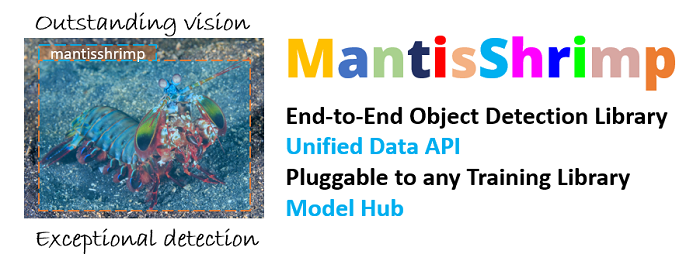 Outstanding vision
mantisshrimp
Exceptional detection
MantisShrimp
End-to-End Object Detection Library
Unified Data API
Pluggable to any Training Library
Model Hub